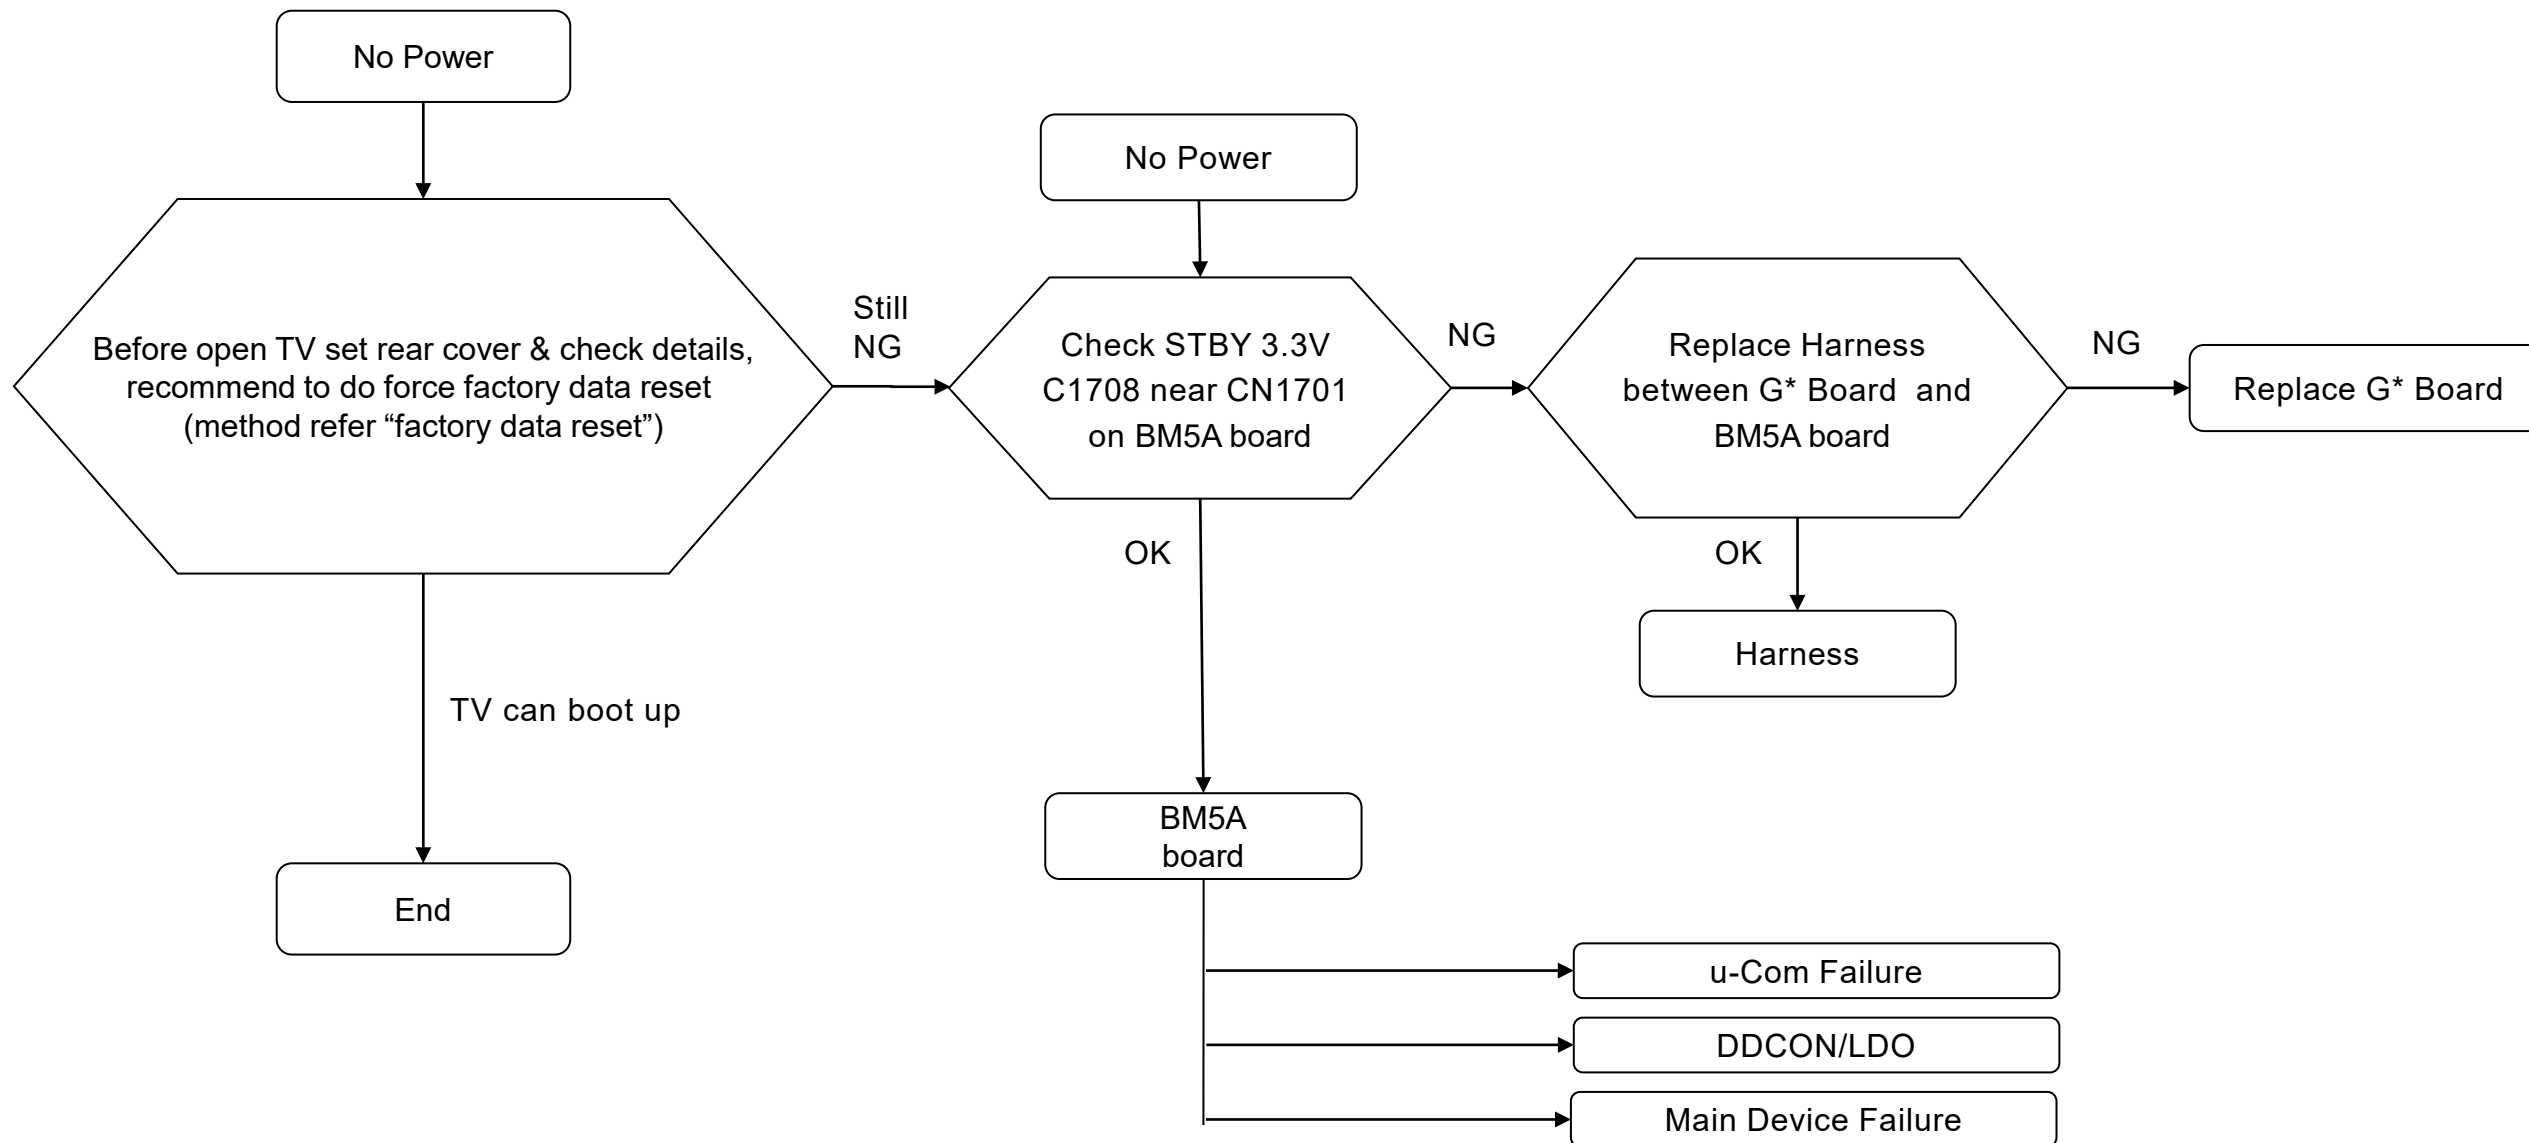 No Power
Before open TV set rear cover & check details,
recommend to do force factory data reset
(method refer “factory data reset”)
TV can boot up
End
Still
NG
No Power
Check STBY 3.3V
C1708 near CN1701
on BM5A board
OK
BM5A
board
u-Com Failure
DDCON/LDO
Main Device Failure
NG
Replace Harness
between G* Board  and
BM5A board
OK
Harness
NG
Replace G* Board